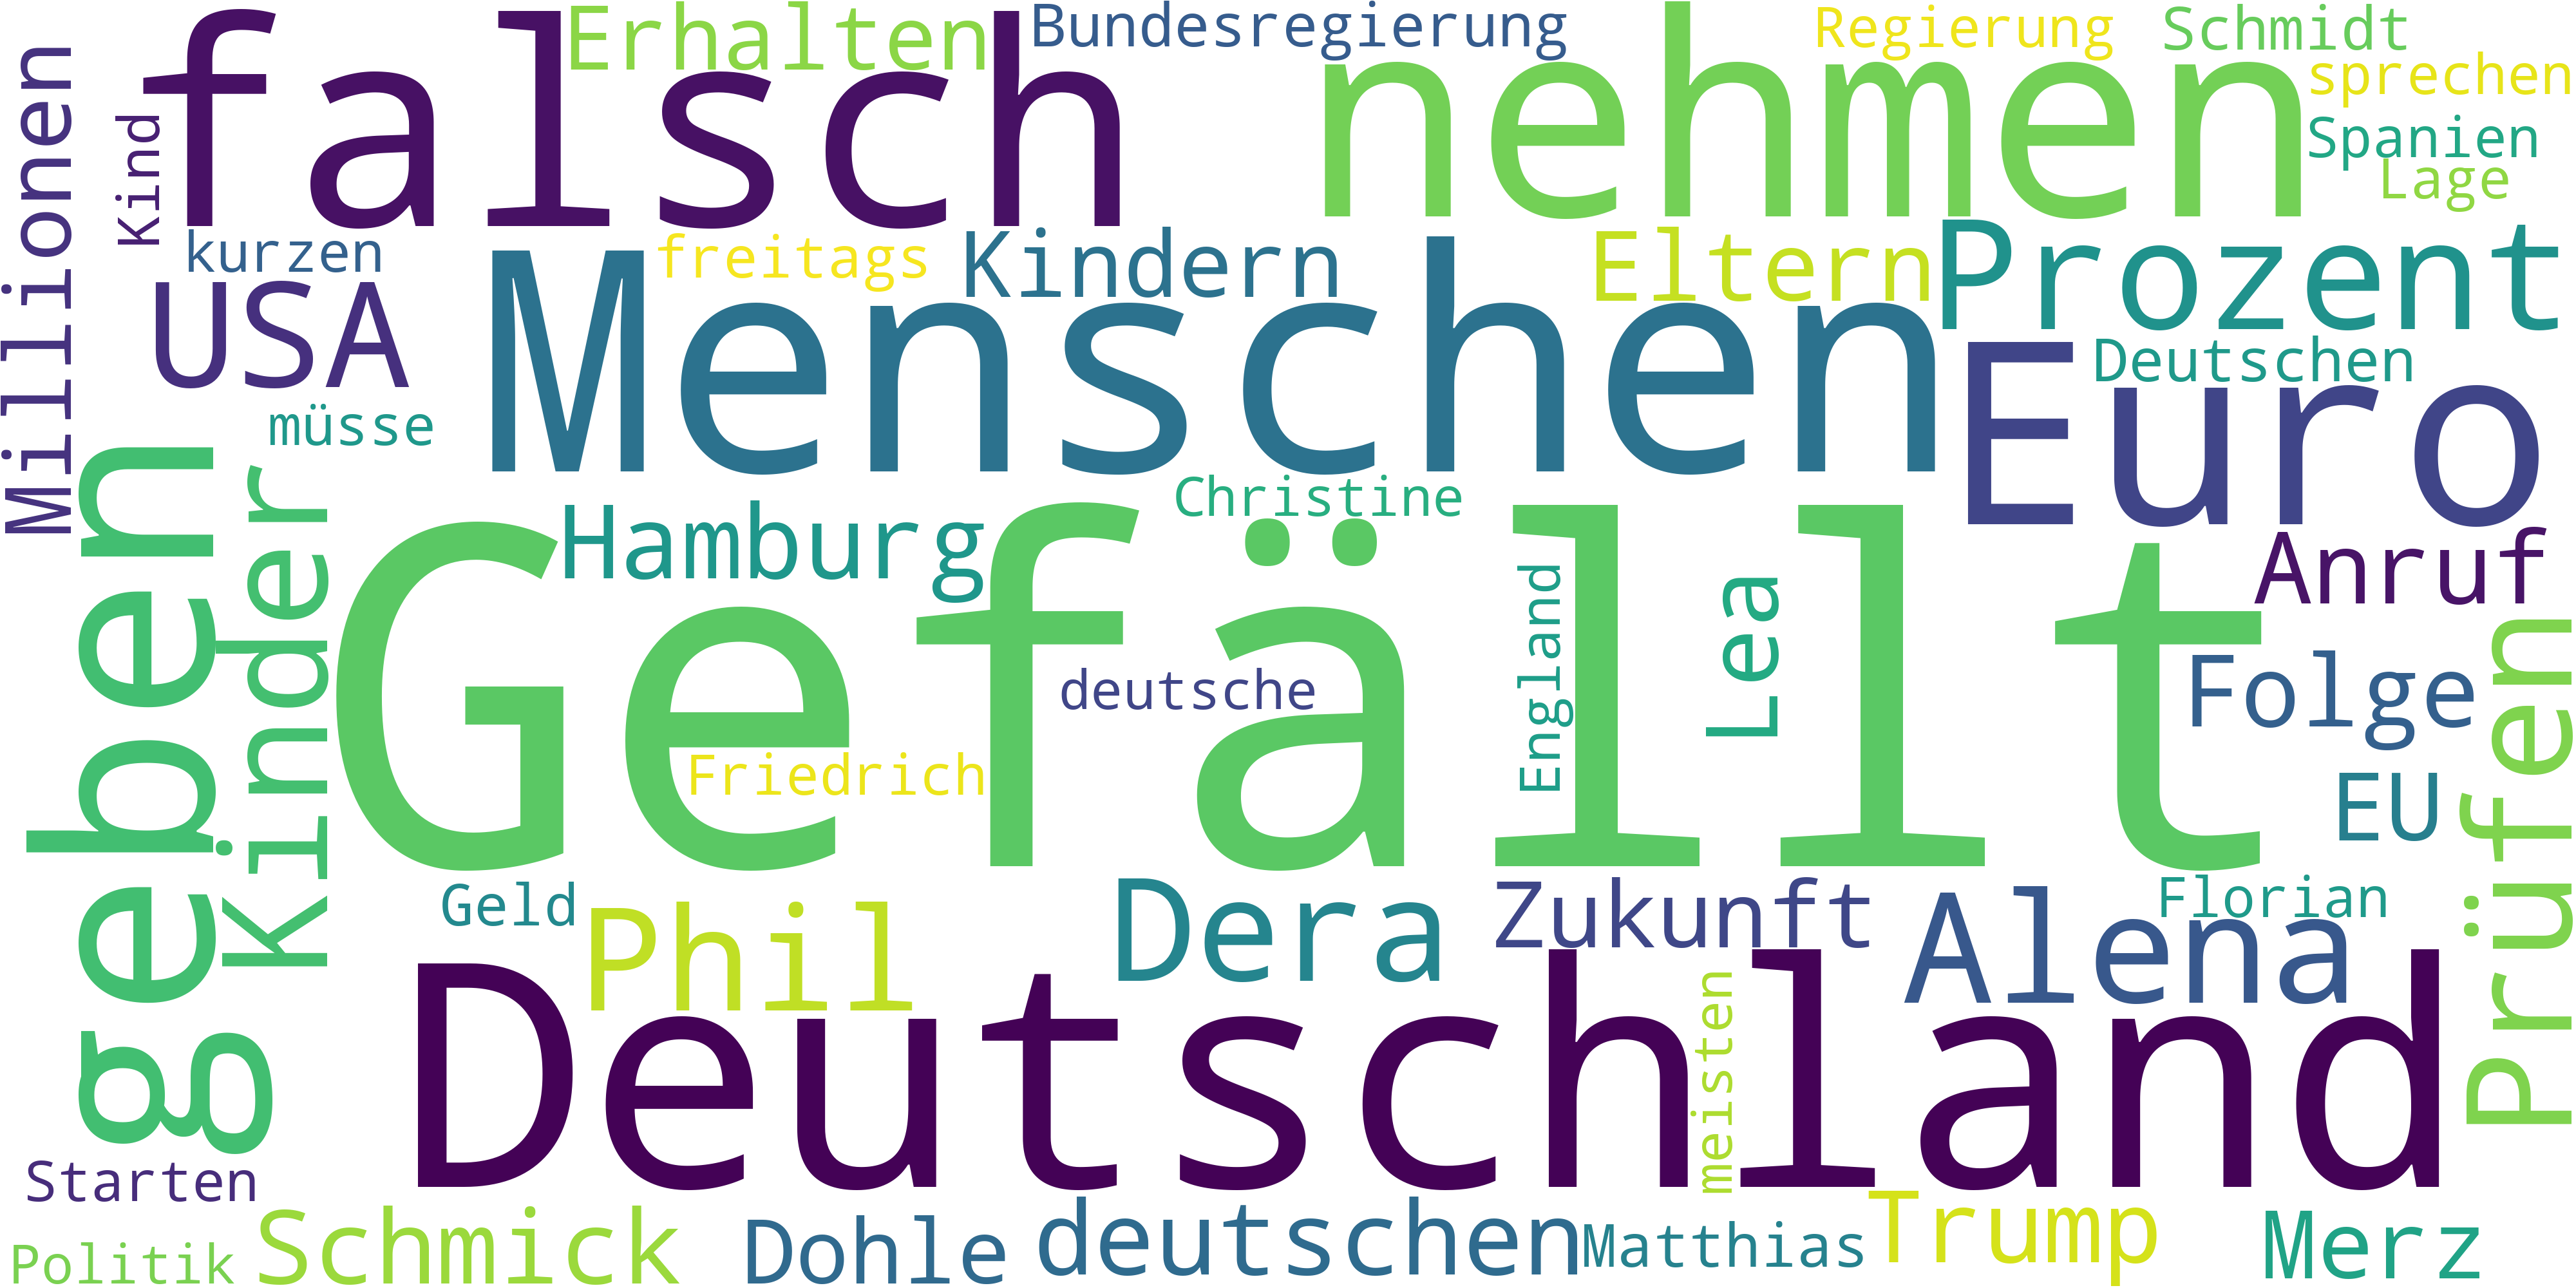 falsch
Erhalten
Bundesregierung
nehmen
Regierung
Schmidt
sprechen
Spanien
Lage
Millionen
Kind
kurzen
freitags
Kindern
Eltern
Prozent
USA
Menschen
Deutschen
Euro
müsse
geben
Kinder
Hamburg
Christine
Gefällt
England
Lea
Anruf
deutsche
Friedrich
Folge
EU
Prüfen
Geld
Phil
Dera
Zukunft
Alena
Florian
Deutschland
meisten
Starten
Politik
Schmick
Dohle
deutschen
Matthias
Trump
Merz